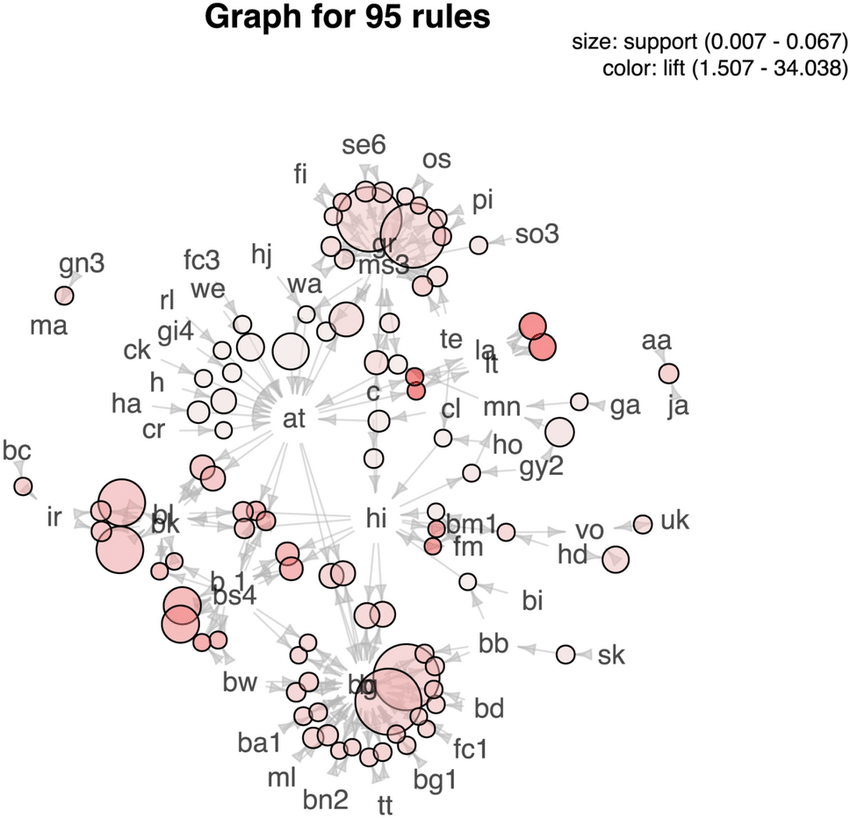 Graph for 95 rules
size: support (0.007 - 0.067)
color: lift (1.507 - 34.038)
se6
os
fi
pi
so3
gr
ms3
hj
fc3
gn3
we
wa
rl
ma
gi4
te
aa
ck
la
lt
h
c
ha
cl
mn
ga
ja
at
cr
ho
bc
gy2
ir
bl
bk
hi
bm1
vo
uk
fm
hd
b_1
bs4
bi
bb
sk
bw
bd
ba1
fc1
ml
bg1
bn2
tt